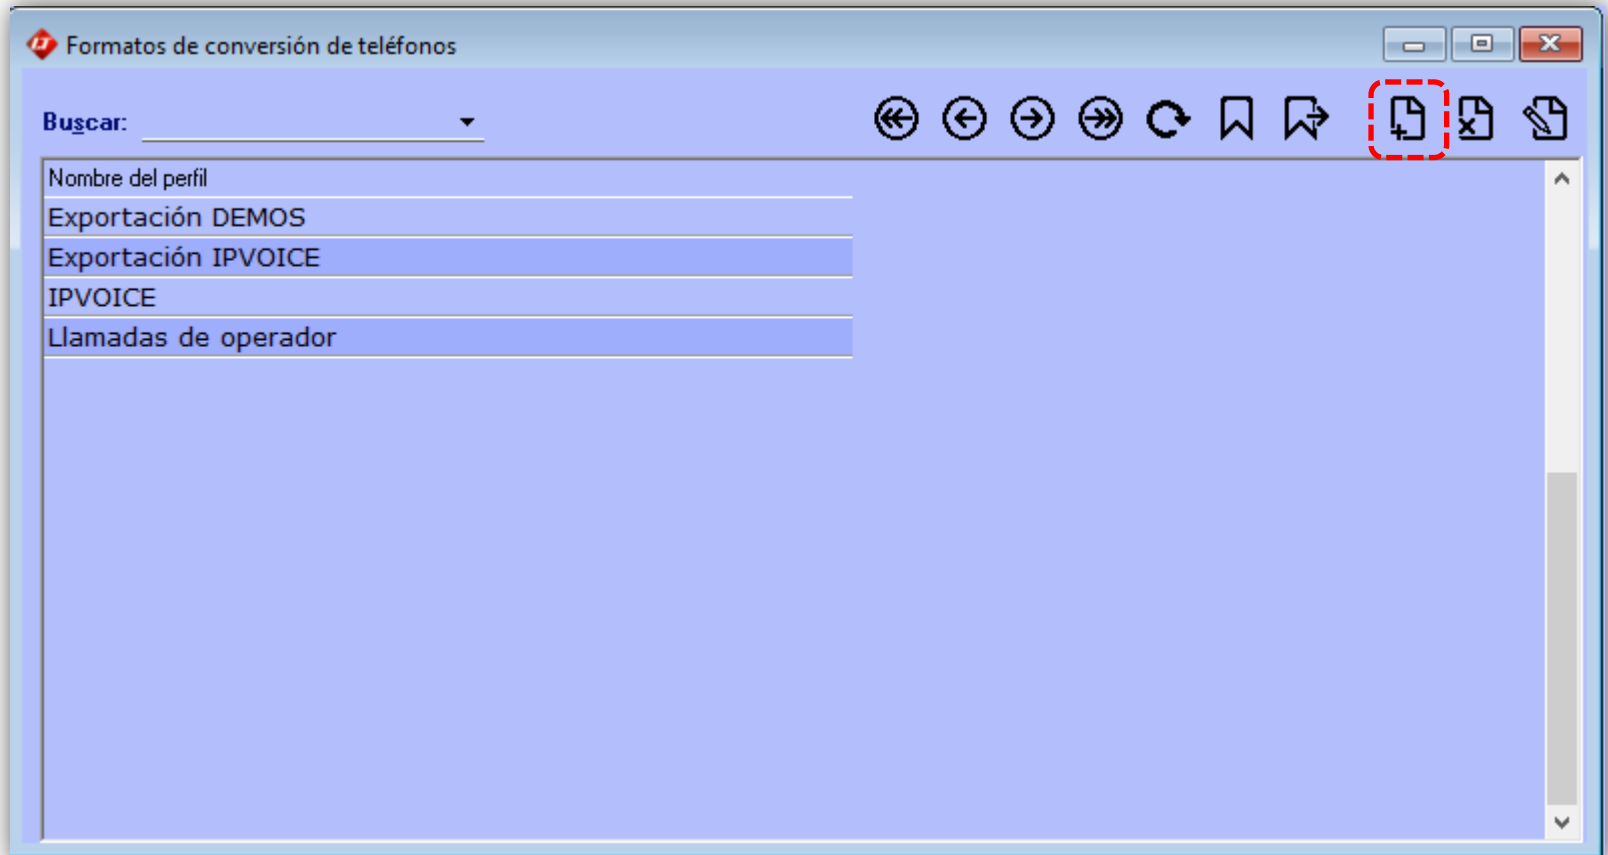 Formatos de conversión de teléfonos
Buscar:
Nombre del perfil
Exportación DEMOS
Exportación IPVOICE
IPVOICE
Llamadas de operador